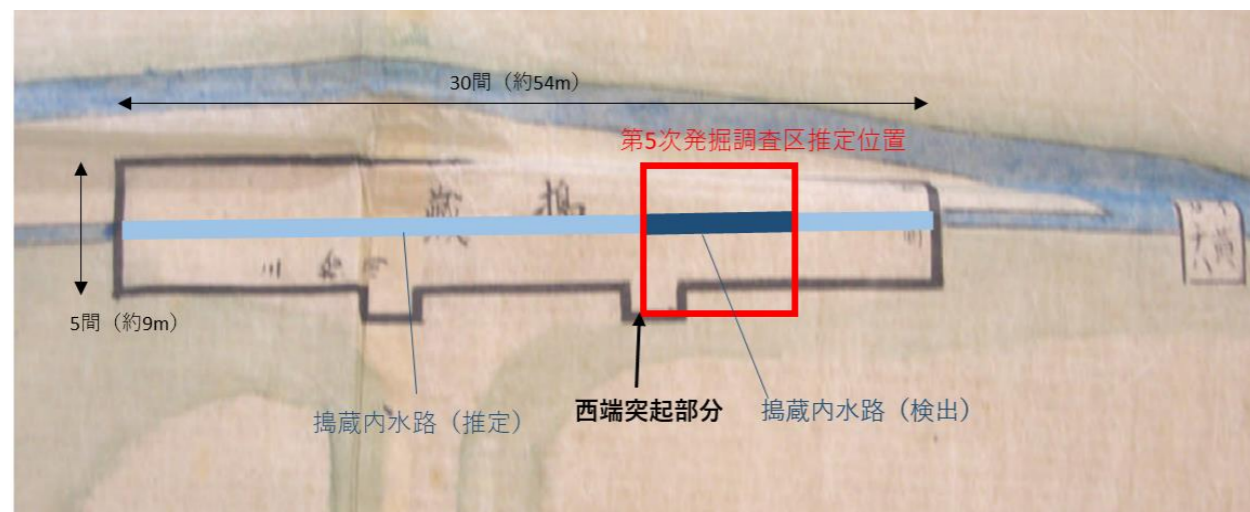 30間（約54m）
第5次発掘調査区推定位置
搗
蔵
5間（約9m）
西端突起部分
搗蔵内水路（推定）
搗蔵内水路（検出）